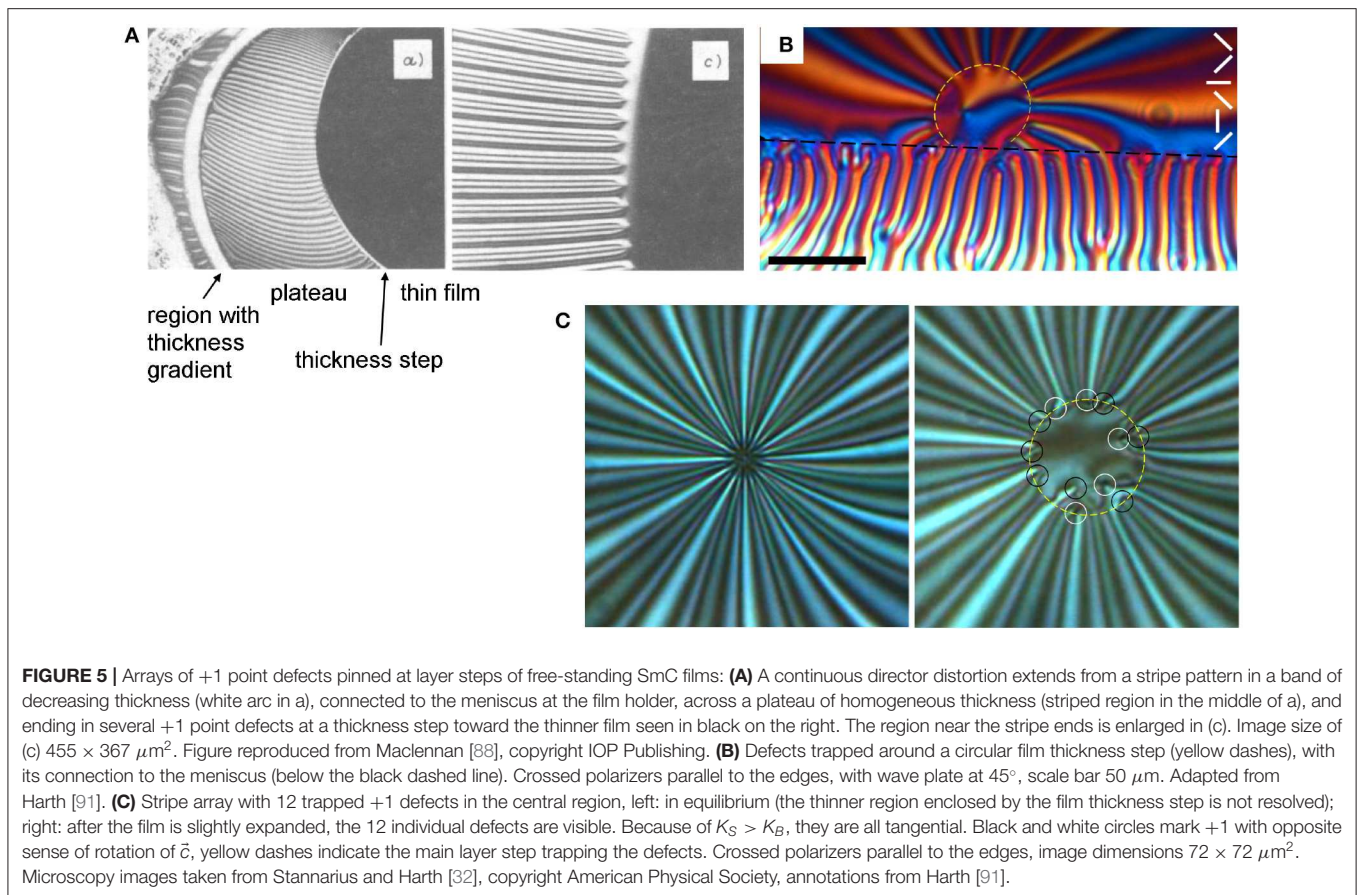 A
a)
c)
B
region with
thickness
gradient
plateau
thin film
thickness step
C
FIGURE 5 | Arrays of +1 point defects pinned at layer steps of free-standing SmC films: (A) A continuous director distortion extends from a stripe pattern in a band of
decreasing thickness (white arc in a), connected to the meniscus at the film holder, across a plateau of homogeneous thickness (striped region in the middle of a), and
ending in several +1 point defects at a thickness step toward the thinner film seen in black on the right. The region near the stripe ends is enlarged in (c). Image size of
(c) 455 × 367 μm². Figure reproduced from Maclennan [88], copyright IOP Publishing. (B) Defects trapped around a circular film thickness step (yellow dashes), with
its connection to the meniscus (below the black dashed line). Crossed polarizers parallel to the edges, with wave plate at 45°, scale bar 50 μm. Adapted from
Harth [91]. (C) Stripe array with 12 trapped +1 defects in the central region, left: in equilibrium (the thinner region enclosed by the film thickness step is not resolved);
right: after the film is slightly expanded, the 12 individual defects are visible. Because of K_S > K_B, they are all tangential. Black and white circles mark +1 with opposite
sense of rotation of c⃗, yellow dashes indicate the main layer step trapping the defects. Crossed polarizers parallel to the edges, image dimensions 72 × 72 μm².
Microscopy images taken from Stannarius and Harth [32], copyright American Physical Society, annotations from Harth [91].